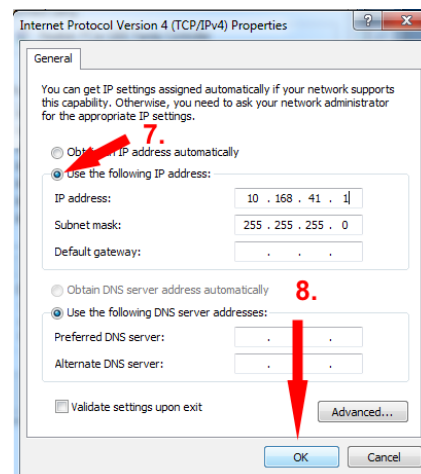 Internet Protocol Version 4 (TCP/IPv4) Properties
General
You can get IP settings assigned automatically if your network supports
this capability. Otherwise, you need to ask your network administrator
for the appropriate IP settings.
7.
IP address automatically
Use the following IP address:
IP address: 10 . 168 . 41 . 1
Subnet mask: 255 . 255 . 255 . 0
Default gateway: . . .
Obtain DNS server address automatically
8.
Use the following DNS server addresses:
Preferred DNS server: . .
Alternate DNS server: . .
Validate settings upon exit
Advanced...
OK
Cancel